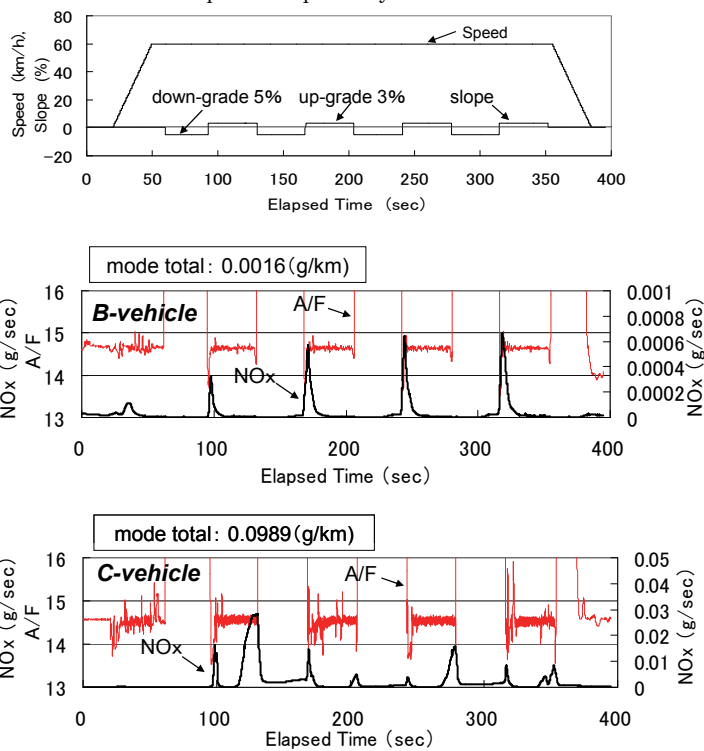 80
60
40
20
0
−20
Speed (km/h),
Slope (%)
Speed
down-grade 5%
up-grade 3%
slope
0 50 100 150 200 250 300 350 400
Elapsed Time (sec)
mode total: 0.0016(g/km)
B-vehicle
A/F
NOx
16
15
14
13
NOx (g/sec)
A/F
0.001
0.0008
0.0006
0.0004
0.0002
0
NOx (g/sec)
0 100 200 300 400
Elapsed Time (sec)
mode total: 0.0989(g/km)
C-vehicle
A/F
NOx
16
15
14
13
NOx (g/sec)
A/F
0.05
0.04
0.03
0.02
0.01
0
NOx (g/sec)
0 100 200 300 400
Elapsed Time (sec)